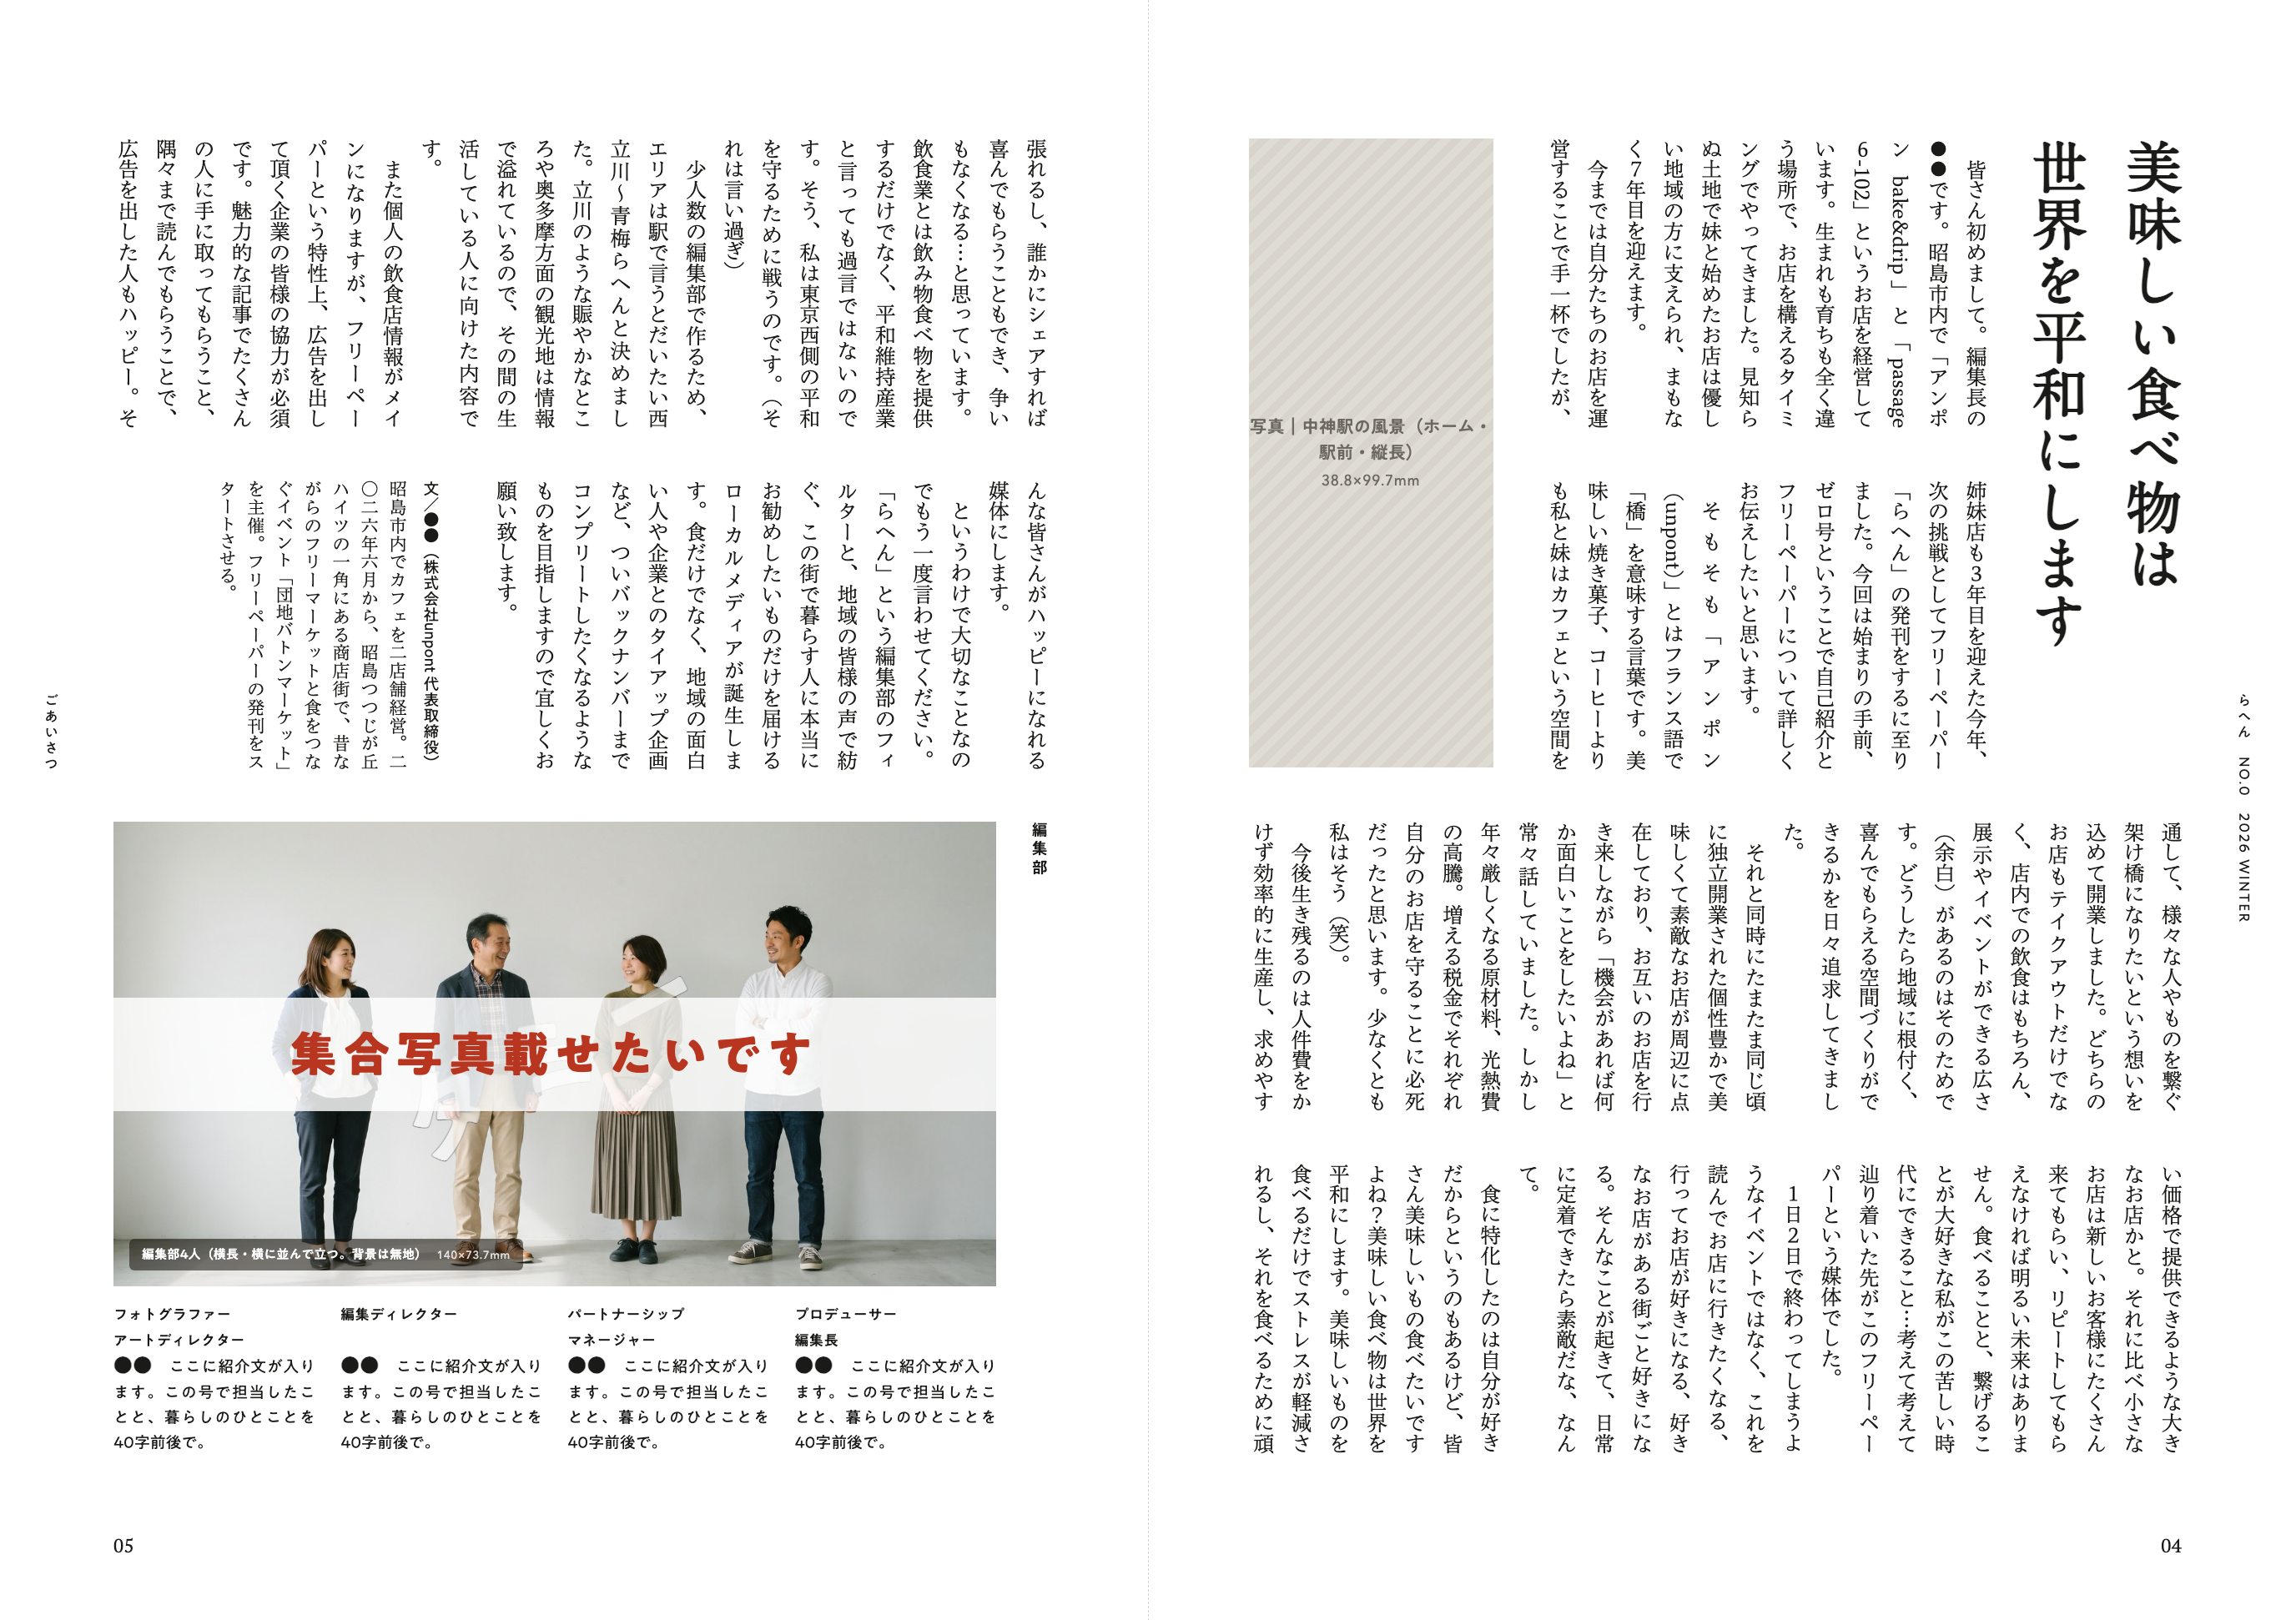 美味しい食べ物は
世界を平和にします
皆さん初めまして。編集長の
●●です。昭島市内で「アンポ
ン bake&drip」と「passage
6-102」というお店を経営して
います。生まれも育ちも全く違
う場所で、お店を構えるタイミ
ングでやってきました。見知ら
ぬ土地で妹と始めたお店は優し
い地域の方に支えられ、まもな
く7年目を迎えます。
今までは自分たちのお店を運
営することで手一杯でしたが、
姉妹店も3年目を迎えた今年、
次の挑戦としてフリーペーパー
「らへん」の発刊をするに至り
ました。今回は始まりの手前、
ゼロ号ということで自己紹介と
フリーペーパーについて詳しく
お伝えしたいと思います。
そもそも「アンポン
(unpont)」とはフランス語で
「橋」を意味する言葉です。美
味しい焼き菓子、コーヒーより
も私と妹はカフェという空間を
写真｜中神駅の風景（ホーム・
駅前・縦長）
38.8×99.7mm
通して、様々な人やものを繋ぐ
架け橋になりたいという想いを
込めて開業しました。どちらの
お店もテイクアウトだけでな
く、店内での飲食はもちろん、
展示やイベントができる広さ
（余白）があるのはそのためで
す。どうしたら地域に根付く、
喜んでもらえる空間づくりがで
きるかを日々追求してきまし
た。
それと同時にたまたま同じ頃
に独立開業された個性豊かで美
味しくて素敵なお店が周辺に点
在しており、お互いのお店を行
き来しながら「機会があれば何
か面白いことをしたいよね」と
常々話していました。しかし
年々厳しくなる原材料、光熱費
の高騰。増える税金でそれぞれ
自分のお店を守ることに必死
だったと思います。少なくとも
私はそう（笑）。
今後生き残るのは人件費をか
けず効率的に生産し、求めやす
い価格で提供できるような大き
なお店かと。それに比べ小さな
お店は新しいお客様にたくさん
来てもらい、リピートしてもら
えなければ明るい未来はありま
せん。食べることと、繋げるこ
とが大好きな私がこの苦しい時
代にできること…考えて考えて
辿り着いた先がこのフリーペー
パーという媒体でした。
1日2日で終わってしまうよ
うなイベントではなく、これを
読んでお店に行きたくなる、
行ってお店が好きになる、好き
なお店がある街ごと好きにな
る。そんなことが起きて、日常
に定着できたら素敵だな、なん
て。
食に特化したのは自分が好き
だからというのもあるけど、皆
さん美味しいもの食べたいです
よね？美味しい食べ物は世界を
平和にします。美味しいものを
食べるだけでストレスが軽減さ
れるし、それを食べるために頑
らへん NO.0 2026 WINTER
04
張れるし、誰かにシェアすれば
喜んでもらうこともでき、争い
もなくなる…と思っています。
飲食業とは飲み物食べ物を提供
するだけでなく、平和維持産業
と言っても過言ではないので
す。そう、私は東京西側の平和
を守るために戦うのです。（そ
れは言い過ぎ）
少人数の編集部で作るため、
エリアは駅で言うとだいたい西
立川～青梅らへんと決めまし
た。立川のような賑やかなとこ
ろや奥多摩方面の観光地は情報
で溢れているので、その間の生
活している人に向けた内容で
す。
また個人の飲食店情報がメイ
ンになりますが、フリーペー
パーという特性上、広告を出し
て頂く企業の皆様の協力が必須
です。魅力的な記事でたくさん
の人に手に取ってもらうこと、
隅々まで読んでもらうことで、
広告を出した人もハッピー。そ
んな皆さんがハッピーになれる
媒体にします。
というわけで大切なことなの
でもう一度言わせてください。
「らへん」という編集部のフィ
ルターと、地域の皆様の声で紡
ぐ、この街で暮らす人に本当に
お勧めしたいものだけを届ける
ローカルメディアが誕生しま
す。食だけでなく、地域の面白
い人や企業とのタイアップ企画
など、ついバックナンバーまで
コンプリートしたくなるような
ものを目指しますので宜しくお
願い致します。
文／●●（株式会社unpont 代表取締役）
昭島市内でカフェを二店舗経営。二
〇二六年六月から、昭島つつじが丘
ハイツの一角にある商店街で、昔な
がらのフリーマーケットと食をつな
ぐイベント「団地バトンマーケット」
を主催。フリーペーパーの発刊をス
タートさせる。
編集部
集合写真載せたいです
編集部4人（横長・横に並んで立つ。背景は無地） 140×73.7mm
フォトグラファー
アートディレクター
●● ここに紹介文が入り
ます。この号で担当したこ
とと、暮らしのひとことを
40字前後で。
編集ディレクター
●● ここに紹介文が入り
ます。この号で担当したこ
とと、暮らしのひとことを
40字前後で。
パートナーシップ
マネージャー
●● ここに紹介文が入り
ます。この号で担当したこ
とと、暮らしのひとことを
40字前後で。
プロデューサー
編集長
●● ここに紹介文が入り
ます。この号で担当したこ
とと、暮らしのひとことを
40字前後で。
ごあいさつ
05